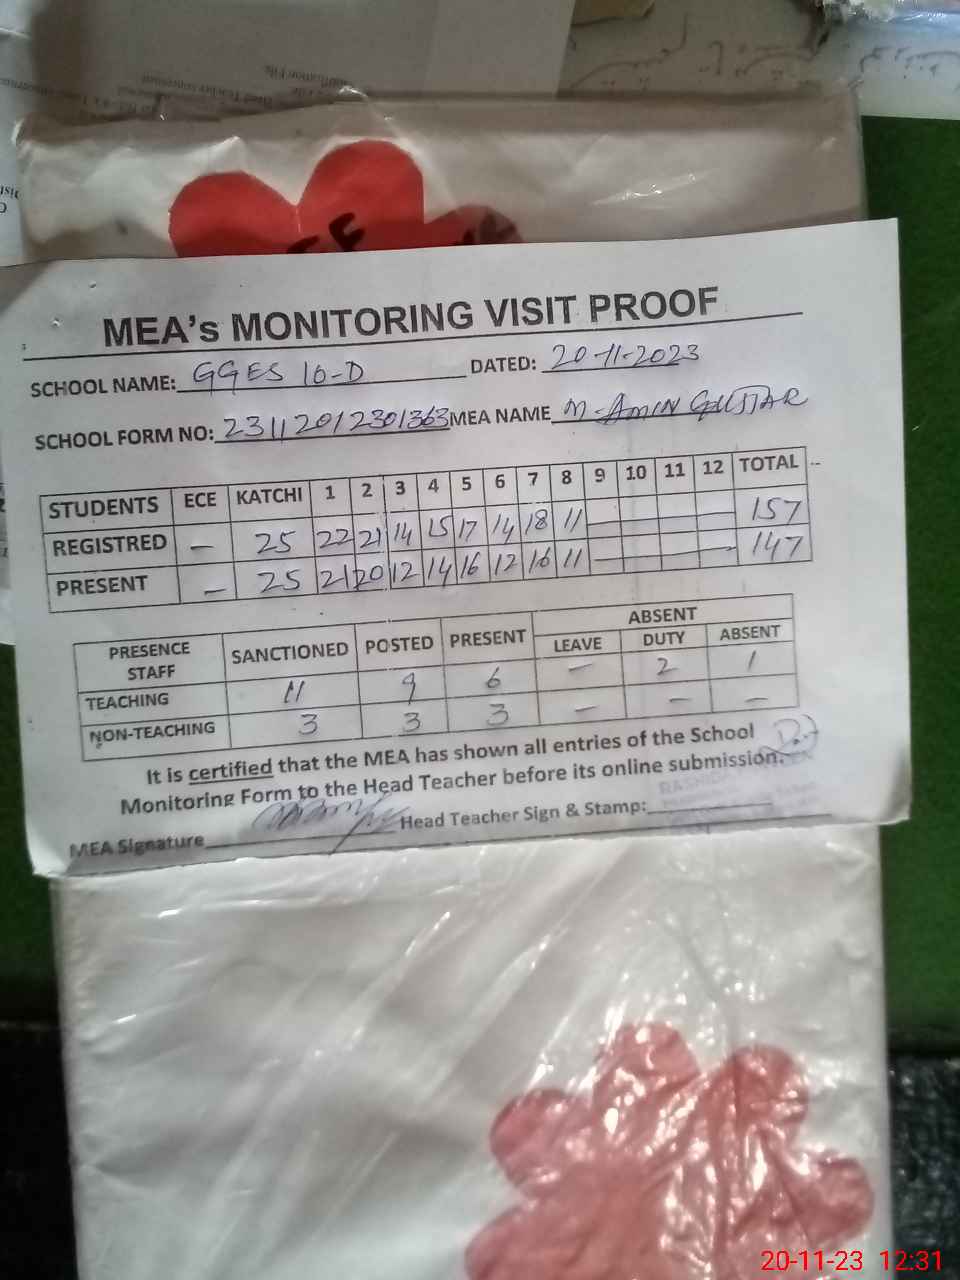 MEA's MONITORING VISIT PROOF
SCHOOL NAME: GGES 10-D DATED: 20-11-2023
SCHOOL FORM NO: 23112012301363 MEA NAME M-AMIN
STUDENTS ECE KATCHI 1 2 3 4 5 6 7 8 9 10 11 12 TOTAL
REGISTRED — 25 22 21 14 15 17 14 18 11 — — — — 157
PRESENT — 25 21 20 12 14 16 12 16 11 — — — — 147
PRESENCE STAFF SANCTIONED POSTED PRESENT ABSENT
LEAVE DUTY ABSENT
TEACHING 11 9 6 — 2 1
NON-TEACHING 3 3 3 — — —
It is certified that the MEA has shown all entries of the School
Monitoring Form to the Head Teacher before its online submission.
MEA Signature Head Teacher Sign & Stamp:
20-11-23 12:31